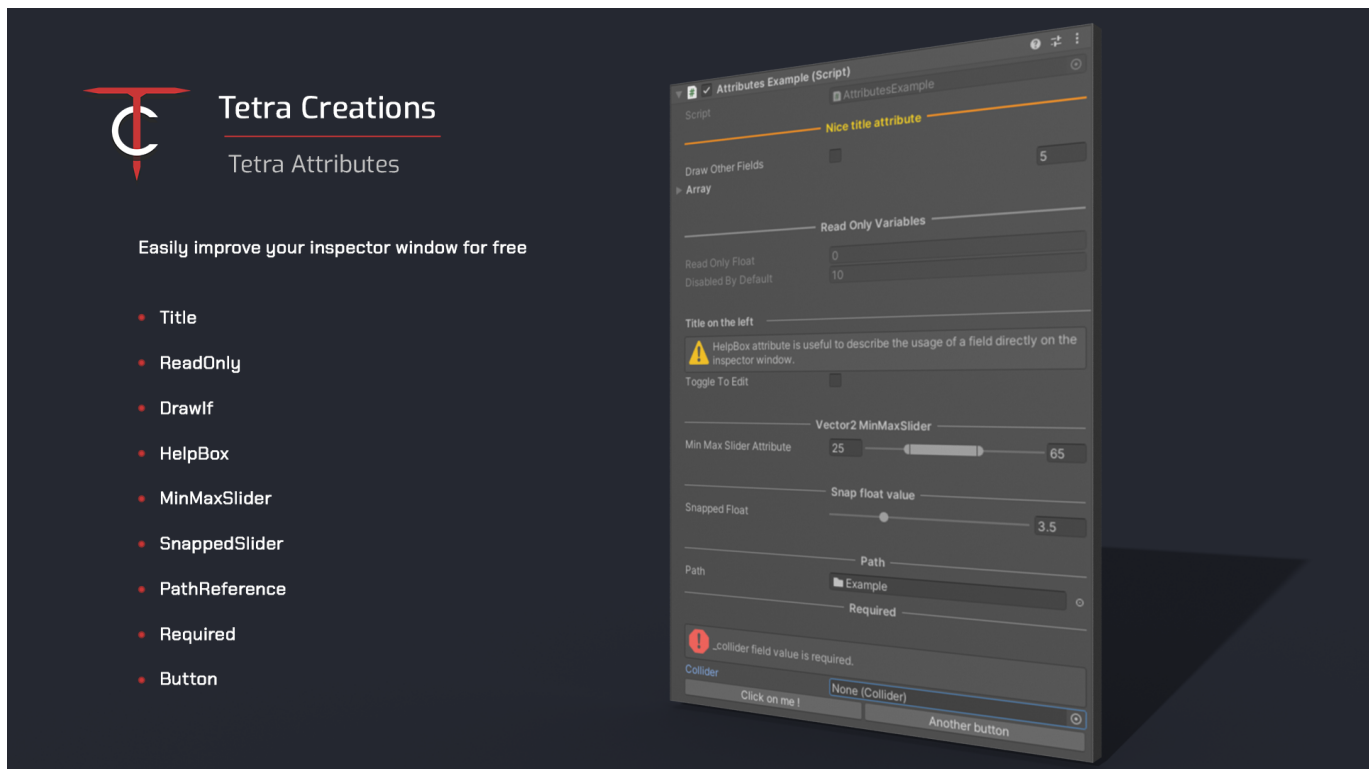 Tetra Creations
Tetra Attributes
Easily improve your inspector window for free
Title
ReadOnly
DrawIf
HelpBox
MinMaxSlider
SnappedSlider
PathReference
Required
Button
Attributes Example (Script)
Script
AttributesExample
Nice title attribute
Draw Other Fields
5
Array
Read Only Variables
Read Only Float
0
Disabled By Default
10
Title on the left
HelpBox attribute is useful to describe the usage of a field directly on the
inspector window.
Toggle To Edit
Vector2 MinMaxSlider
Min Max Slider Attribute
25
65
Snap float value
Snapped Float
3.5
Path
Path
Example
Required
_collider field value is required.
Collider
None (Collider)
Click on me !
Another button